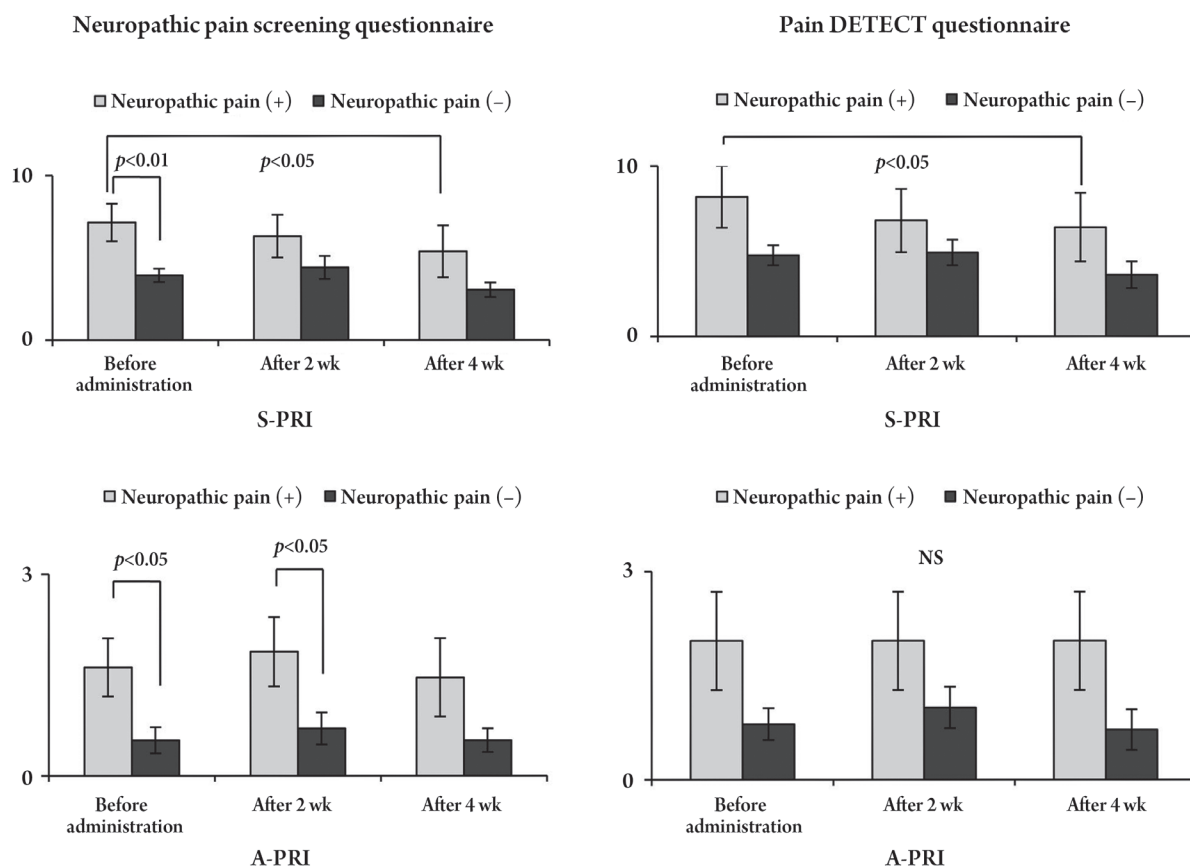 Neuropathic pain screening questionnaire
Neuropathic pain (+) Neuropathic pain (–)
p<0.01
p<0.05
10
0
Before administration
After 2 wk
After 4 wk
S-PRI
Pain DETECT questionnaire
Neuropathic pain (+) Neuropathic pain (–)
p<0.05
10
0
Before administration
After 2 wk
After 4 wk
S-PRI
Neuropathic pain (+) Neuropathic pain (–)
p<0.05
p<0.05
3
0
Before administration
After 2 wk
After 4 wk
A-PRI
Neuropathic pain (+) Neuropathic pain (–)
NS
3
0
Before administration
After 2 wk
After 4 wk
A-PRI